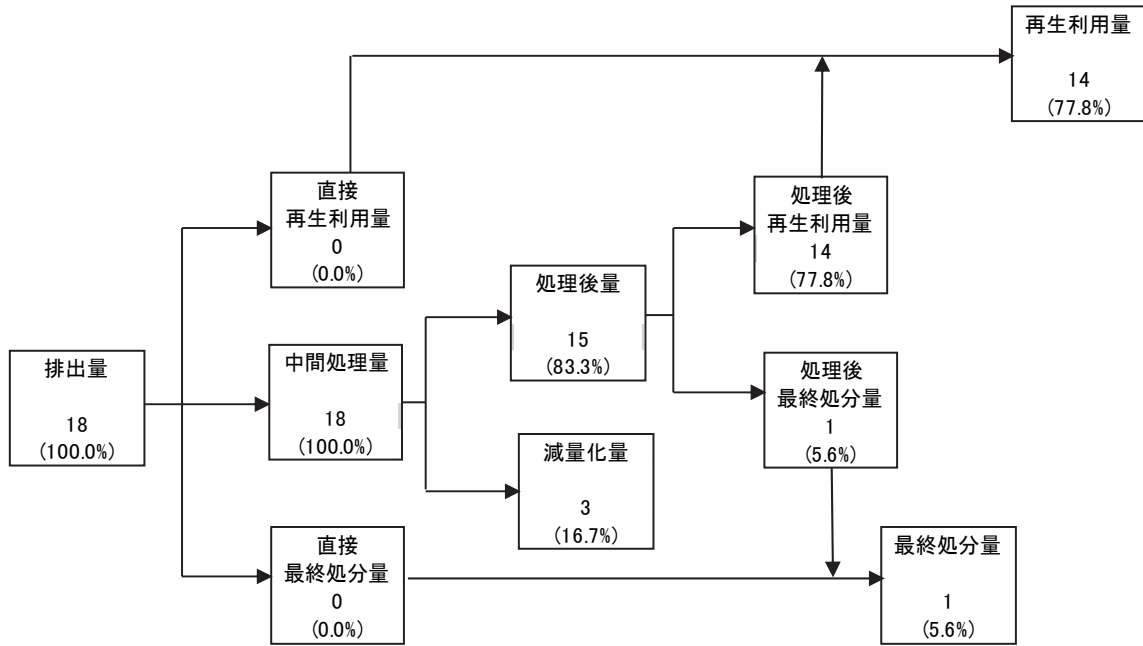 再生利用量
14
(77.8%)
直接
再生利用量
0
(0.0%)
処理後
再生利用量
14
(77.8%)
処理後量
15
(83.3%)
排出量
18
(100.0%)
中間処理量
18
(100.0%)
処理後
最終処分量
1
(5.6%)
減量化量
3
(16.7%)
直接
最終処分量
0
(0.0%)
最終処分量
1
(5.6%)